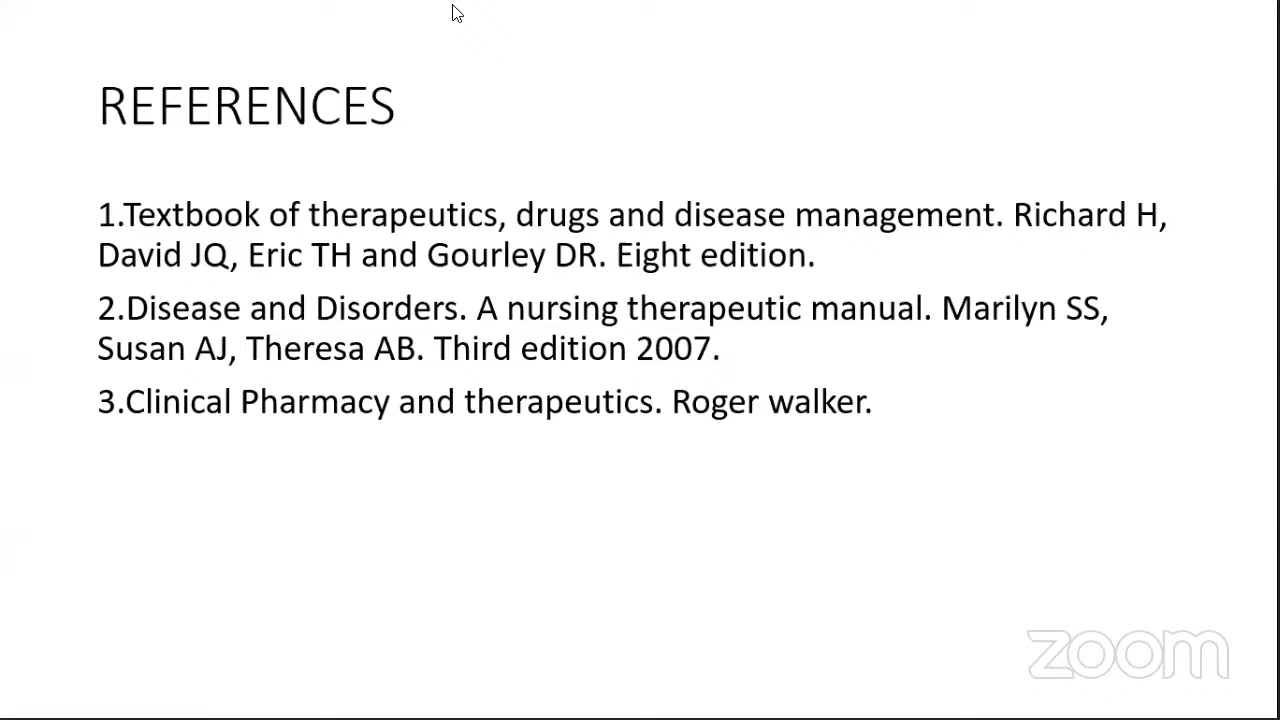 REFERENCES
1.Textbook of therapeutics, drugs and disease management. Richard H,
David JQ, Eric TH and Gourley DR. Eight edition.
2.Disease and Disorders. A nursing therapeutic manual. Marilyn SS,
Susan AJ, Theresa AB. Third edition 2007.
3.Clinical Pharmacy and therapeutics. Roger walker.
zoom